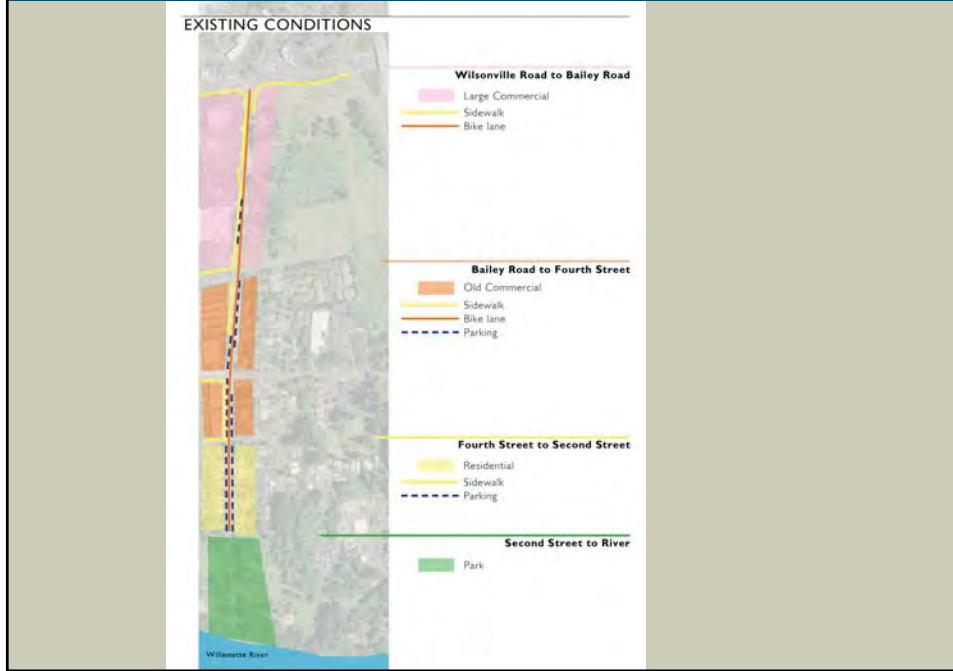 EXISTING CONDITIONS
Wilsonville Road to Bailey Road
Large Commercial
Sidewalk
Bike lane
Bailey Road to Fourth Street
Old Commercial
Sidewalk
Bike lane
Parking
Fourth Street to Second Street
Residential
Sidewalk
Parking
Second Street to River
Park
Willamette River